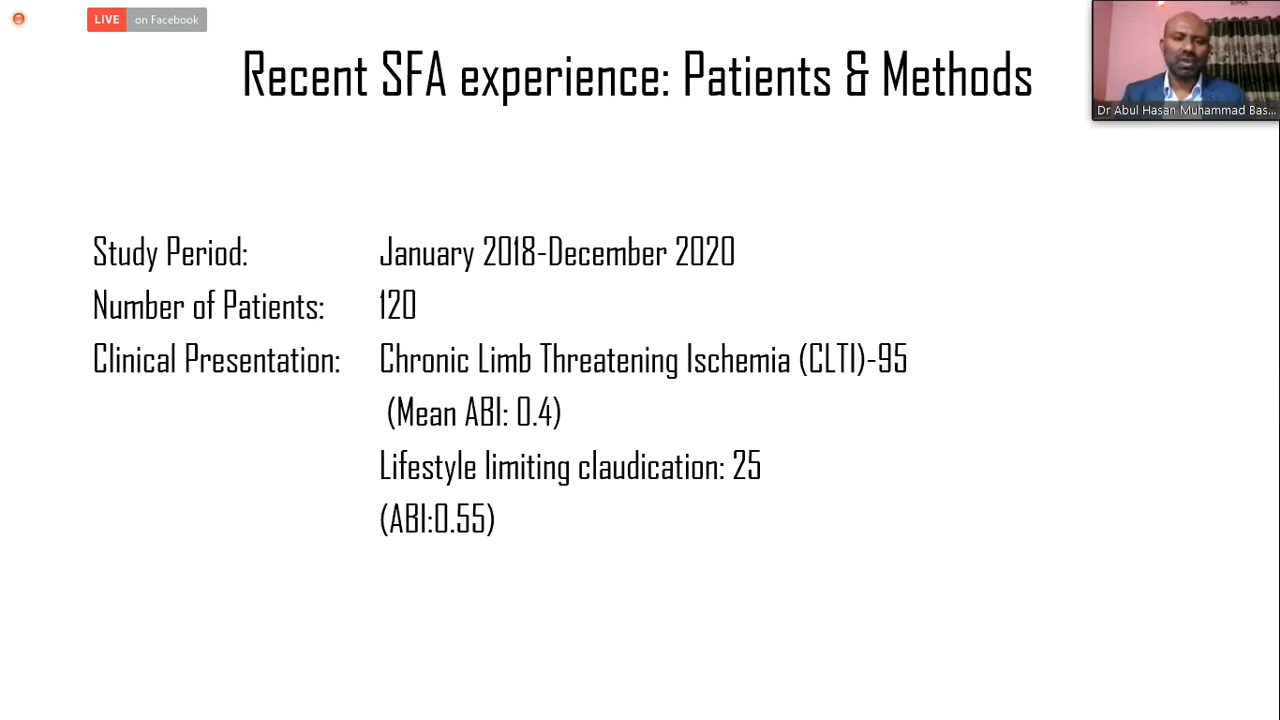 LIVE on Facebook
Recent SFA experience: Patients & Methods
Dr Abul Hasan Muhammad Bas...
Study Period: January 2018-December 2020
Number of Patients: 120
Clinical Presentation: Chronic Limb Threatening Ischemia (CLTI)-95
(Mean ABI: 0.4)
Lifestyle limiting claudication: 25
(ABI:0.55)